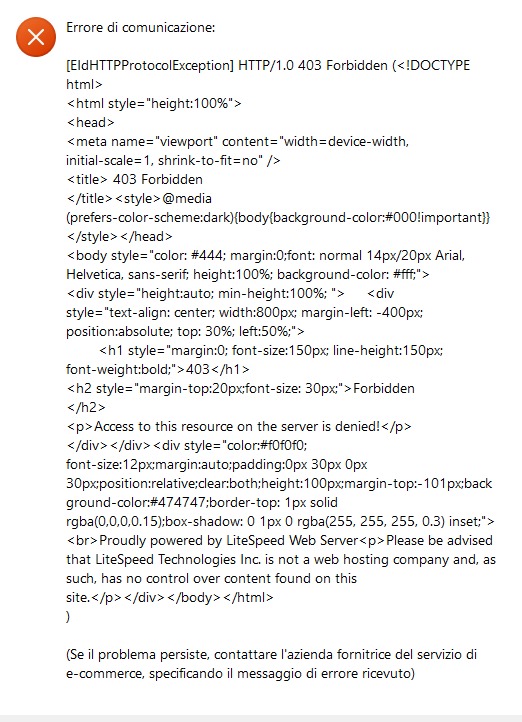 Errore di comunicazione:
[EIdHTTPProtocolException] HTTP/1.0 403 Forbidden (<!DOCTYPE
html>
<html style="height:100%">
<head>
<meta name="viewport" content="width=device-width,
initial-scale=1, shrink-to-fit=no" />
<title> 403 Forbidden
</title><style>@media
(prefers-color-scheme:dark){body{background-color:#000!important}}
</style></head>
<body style="color: #444; margin:0;font: normal 14px/20px Arial,
Helvetica, sans-serif; height:100%; background-color: #fff;">
<div style="height:auto; min-height:100%; ">     <div
style="text-align: center; width:800px; margin-left: -400px;
position:absolute; top: 30%; left:50%;">
        <h1 style="margin:0; font-size:150px; line-height:150px;
font-weight:bold;">403</h1>
<h2 style="margin-top:20px;font-size: 30px;">Forbidden
</h2>
<p>Access to this resource on the server is denied!</p>
</div></div><div style="color:#f0f0f0;
font-size:12px;margin:auto;padding:0px 30px 0px
30px;position:relative;clear:both;height:100px;margin-top:-101px;back
ground-color:#474747;border-top: 1px solid
rgba(0,0,0,0.15);box-shadow: 0 1px 0 rgba(255, 255, 255, 0.3) inset;">
<br>Proudly powered by LiteSpeed Web Server<p>Please be advised
that LiteSpeed Technologies Inc. is not a web hosting company and, as
such, has no control over content found on this
site.</p></div></body></html>
)
(Se il problema persiste, contattare l'azienda fornitrice del servizio di
e-commerce, specificando il messaggio di errore ricevuto)